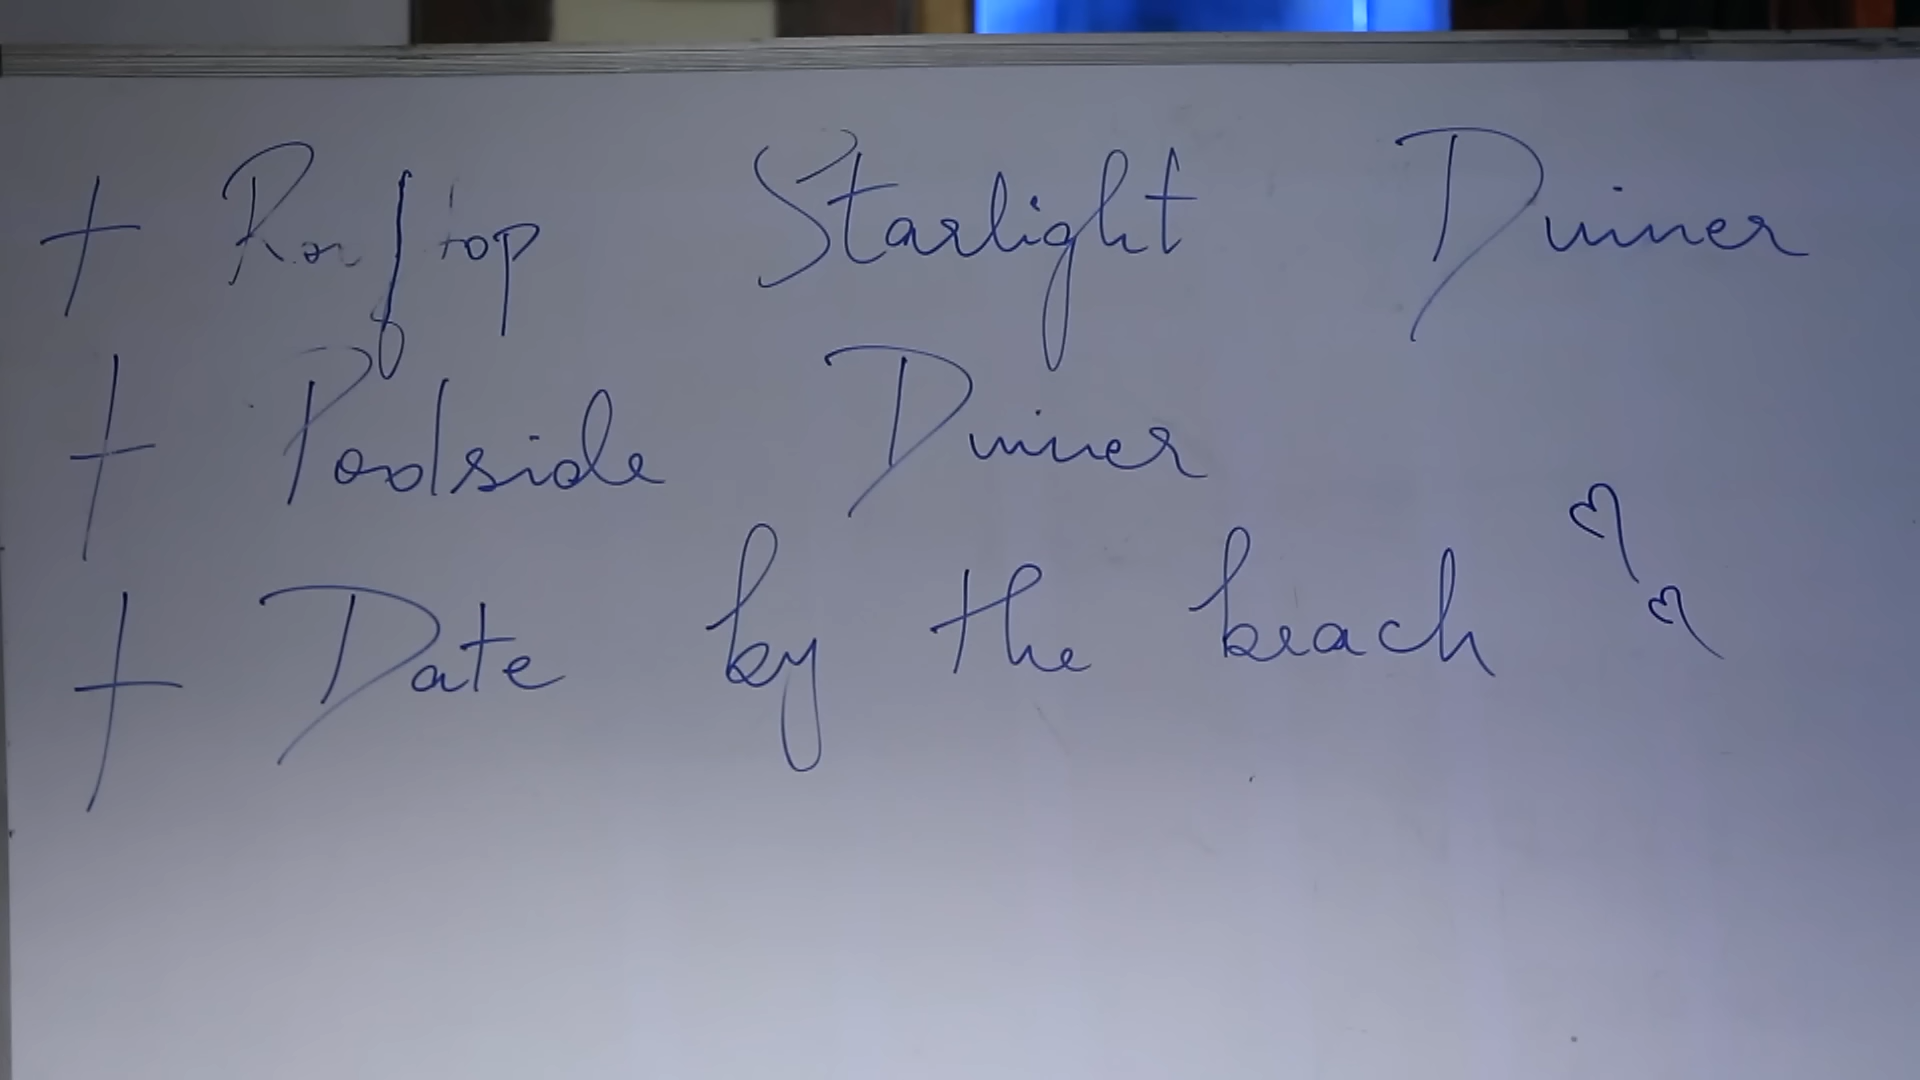 + Rooftop Starlight Dinner
+ Poolside Dinner
+ Date by the beach